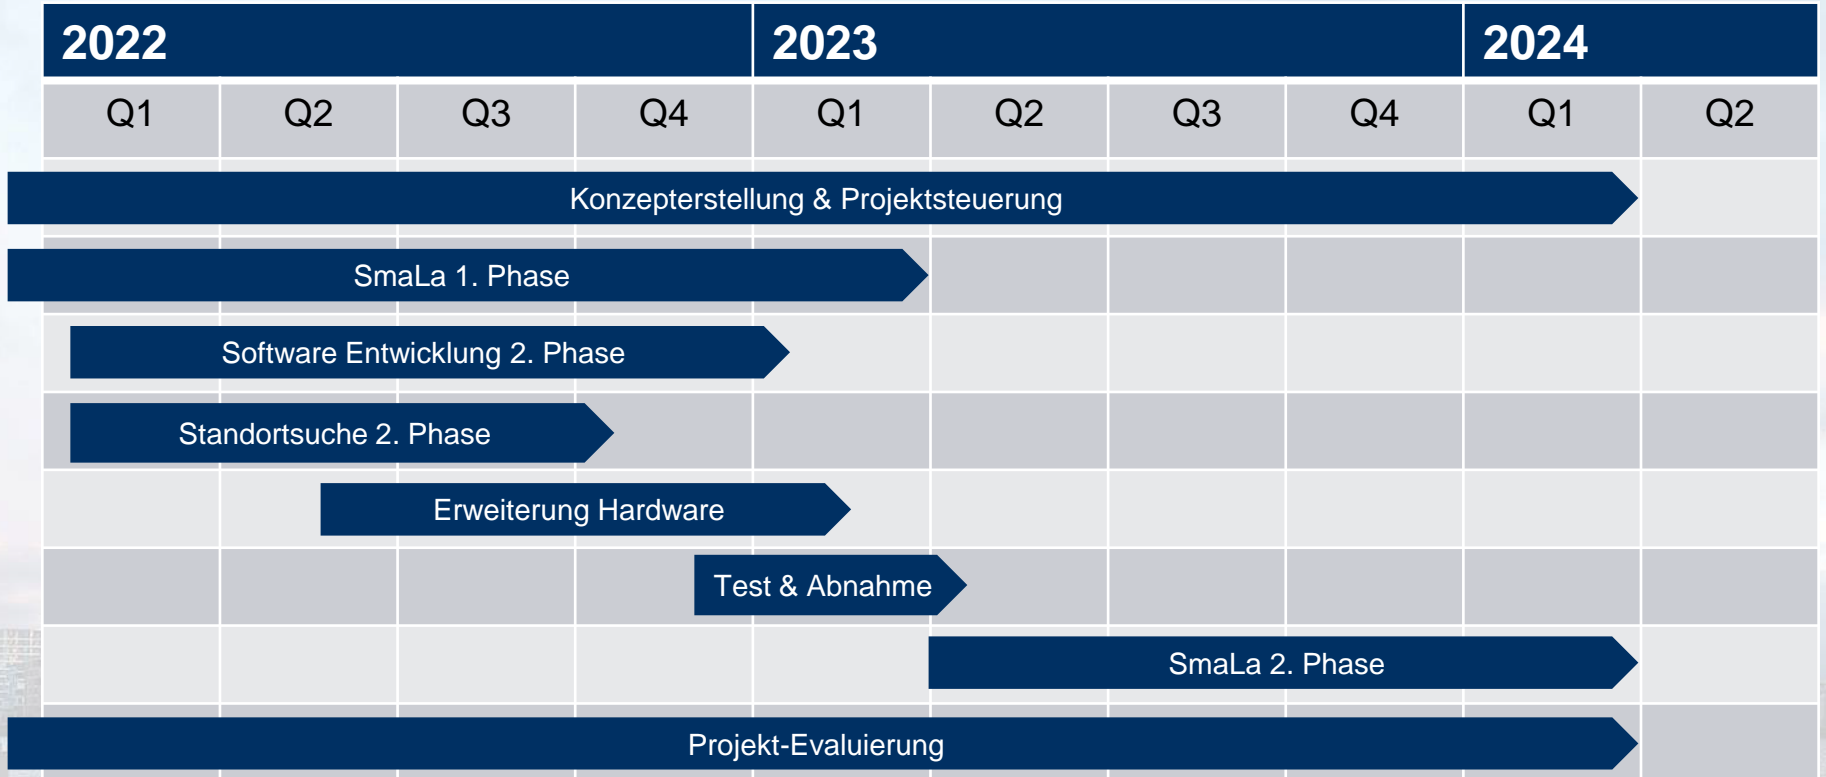 2022 2023 2024
Q1 Q2 Q3 Q4 Q1 Q2 Q3 Q4 Q1 Q2
Konzepterstellung & Projektsteuerung
SmaLa 1. Phase
Software Entwicklung 2. Phase
Standortsuche 2. Phase
Erweiterung Hardware
Test & Abnahme
SmaLa 2. Phase
Projekt-Evaluierung